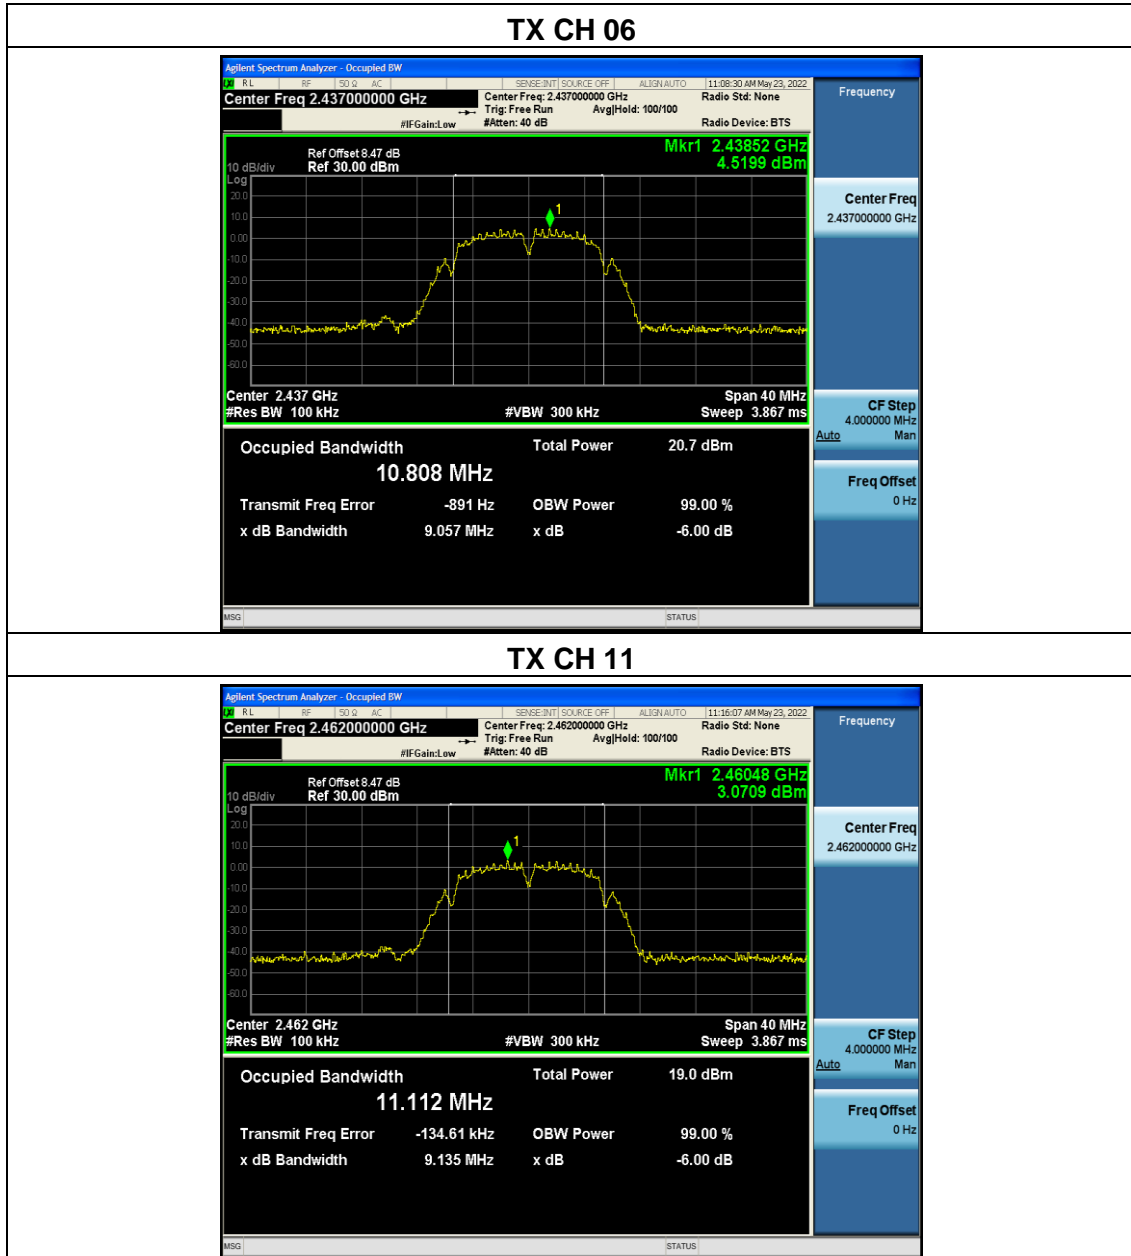 TX CH 06
Agilent Spectrum Analyzer - Occupied BW
LXI RL RF 50 Ω AC SENSE:INT SOURCE OFF ALIGN AUTO 11:08:30 AM May 23, 2022
Center Freq 2.437000000 GHz
Center Freq: 2.437000000 GHz Radio Std: None
Trig: Free Run Avg|Hold: 100/100
#IFGain:Low #Atten: 40 dB Radio Device: BTS
Frequency
Mkr1 2.43852 GHz
4.5199 dBm
Ref Offset 8.47 dB
10 dB/div Ref 30.00 dBm
Log
20.0
10.0
0.00
-10.0
-20.0
-30.0
-40.0
-50.0
-60.0
1
Center 2.437 GHz Span 40 MHz
#Res BW 100 kHz #VBW 300 kHz Sweep 3.867 ms
Center Freq
2.437000000 GHz
CF Step
4.000000 MHz
Auto Man
Freq Offset
0 Hz
Occupied Bandwidth Total Power 20.7 dBm
10.808 MHz
Transmit Freq Error -891 Hz OBW Power 99.00 %
x dB Bandwidth 9.057 MHz x dB -6.00 dB
MSG STATUS
TX CH 11
Agilent Spectrum Analyzer - Occupied BW
LXI RL RF 50 Ω AC SENSE:INT SOURCE OFF ALIGN AUTO 11:16:07 AM May 23, 2022
Center Freq 2.462000000 GHz
Center Freq: 2.462000000 GHz Radio Std: None
Trig: Free Run Avg|Hold: 100/100
#IFGain:Low #Atten: 40 dB Radio Device: BTS
Frequency
Mkr1 2.46048 GHz
3.0709 dBm
Ref Offset 8.47 dB
10 dB/div Ref 30.00 dBm
Log
20.0
10.0
0.00
-10.0
-20.0
-30.0
-40.0
-50.0
-60.0
1
Center 2.462 GHz Span 40 MHz
#Res BW 100 kHz #VBW 300 kHz Sweep 3.867 ms
Center Freq
2.462000000 GHz
CF Step
4.000000 MHz
Auto Man
Freq Offset
0 Hz
Occupied Bandwidth Total Power 19.0 dBm
11.112 MHz
Transmit Freq Error -134.61 kHz OBW Power 99.00 %
x dB Bandwidth 9.135 MHz x dB -6.00 dB
MSG STATUS